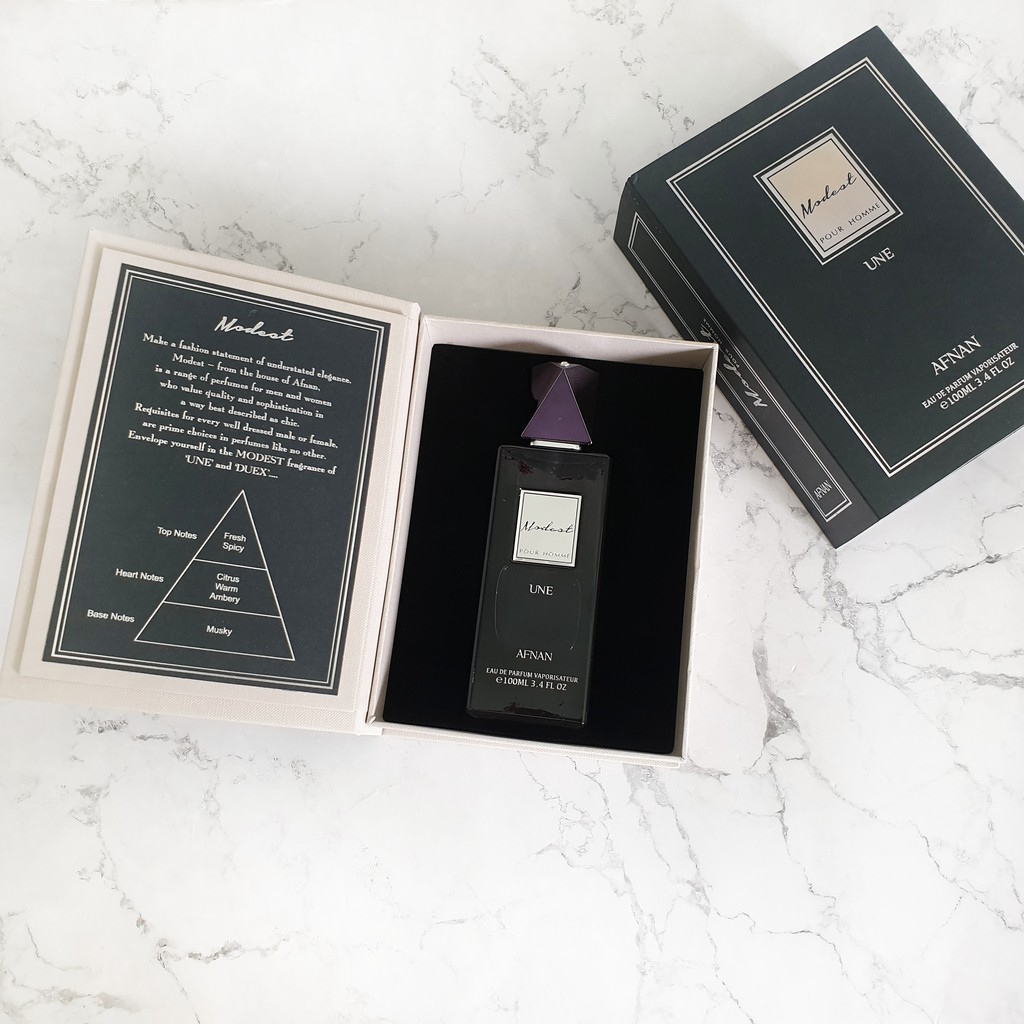 Modest
Make a fashion statement of understated elegance.
Modest – from the house of Afnan,
is a range of perfumes for men and women
who value quality and sophistication in
a way best described as chic.
Requisites for every well dressed male or female.
are prime choices in perfumes like no other.
Envelope yourself in the MODEST fragrance of
'UNE' and 'DUEX'....
Top Notes
Fresh
Spicy
Heart Notes
Citrus
Warm
Ambery
Base Notes
Musky
Modest
POUR HOMME
UNE
AFNAN
EAU DE PARFUM VAPORISATEUR
℮100ML 3.4 FL OZ
Modest
POUR HOMME
UNE
AFNAN
EAU DE PARFUM VAPORISATEUR
℮100ML 3.4 FL OZ
Modest
AFNAN